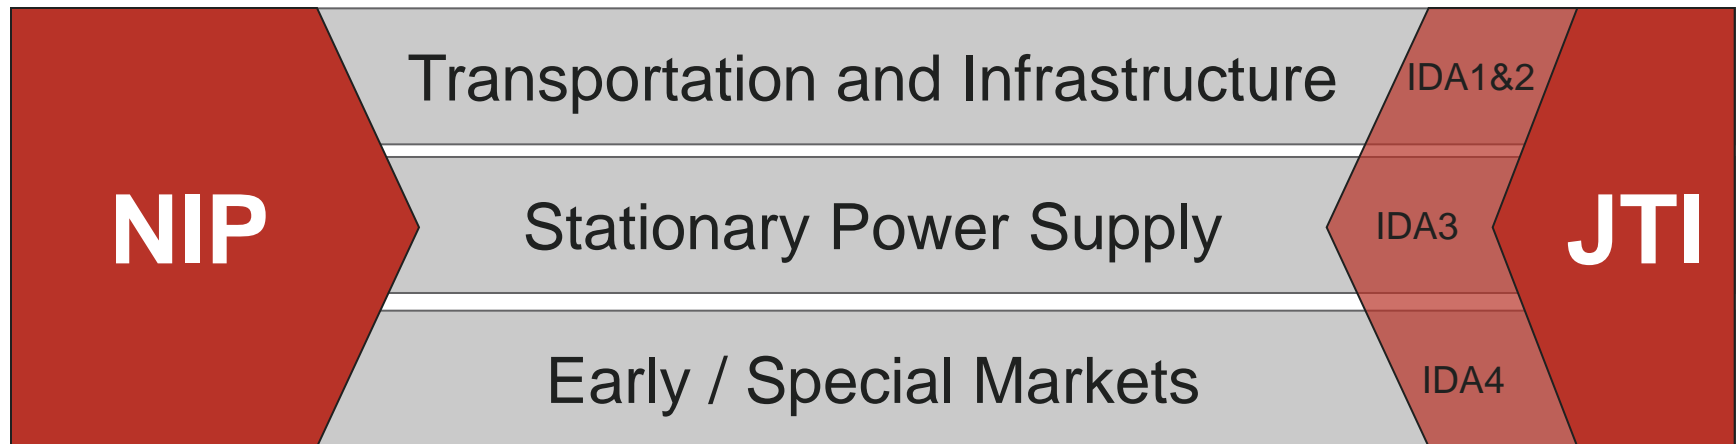 Transportation and Infrastructure
IDA1&2
NIP
Stationary Power Supply
IDA3
JTI
Early / Special Markets
IDA4